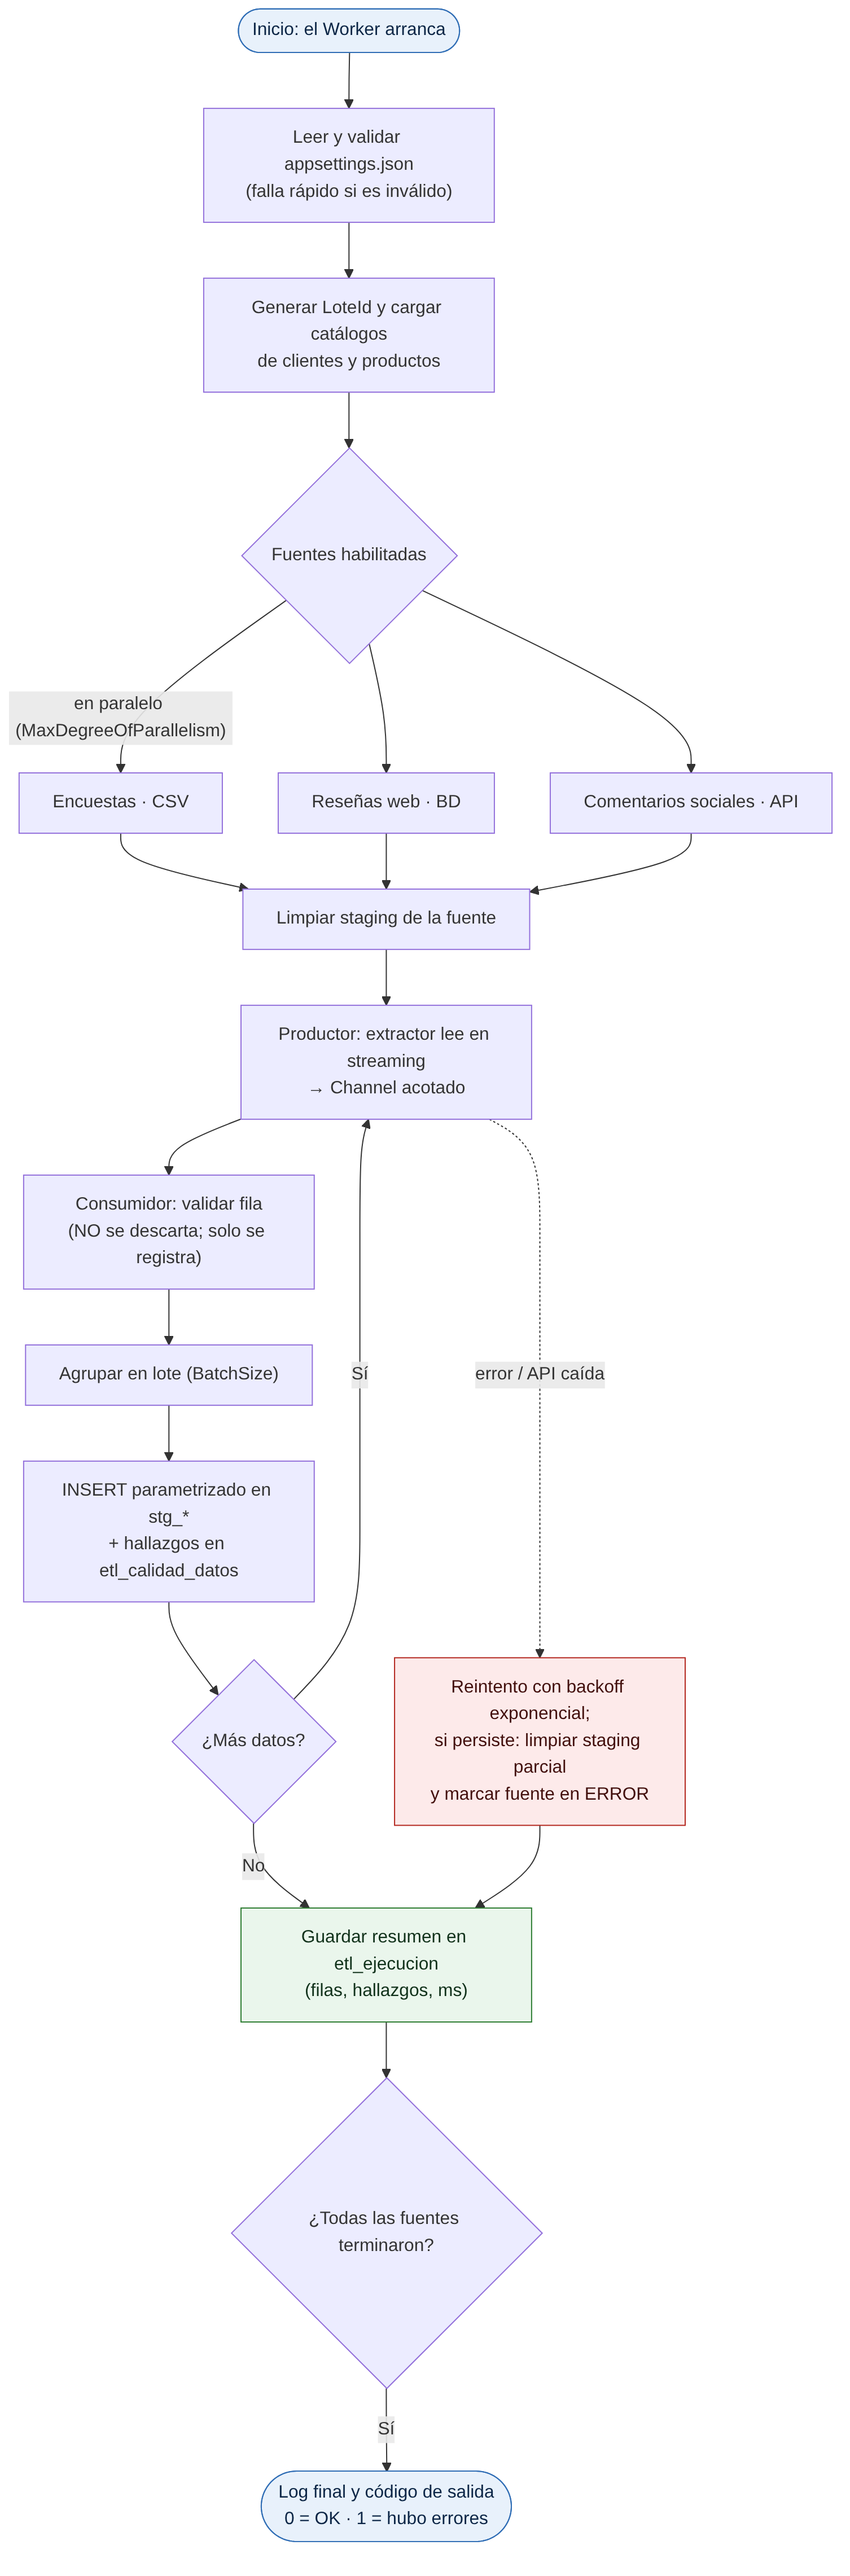 Inicio: el Worker arranca
Leer y validar
appsettings.json
(falla rápido si es inválido)
Generar LoteId y cargar
catálogos
de clientes y productos
Fuentes habilitadas
en paralelo
(MaxDegreeOfParallelism)
Encuestas · CSV
Reseñas web · BD
Comentarios sociales · API
Limpiar staging de la fuente
Productor: extractor lee en
streaming
→ Channel acotado
Consumidor: validar fila
(NO se descarta; solo se
registra)
Agrupar en lote (BatchSize)
Sí
error / API caída
INSERT parametrizado en
stg_*
+ hallazgos en
etl_calidad_datos
¿Más datos?
Reintento con backoff
exponencial;
si persiste: limpiar staging
parcial
y marcar fuente en ERROR
No
Guardar resumen en
etl_ejecucion
(filas, hallazgos, ms)
¿Todas las fuentes
terminaron?
Sí
Log final y código de salida
0 = OK · 1 = hubo errores